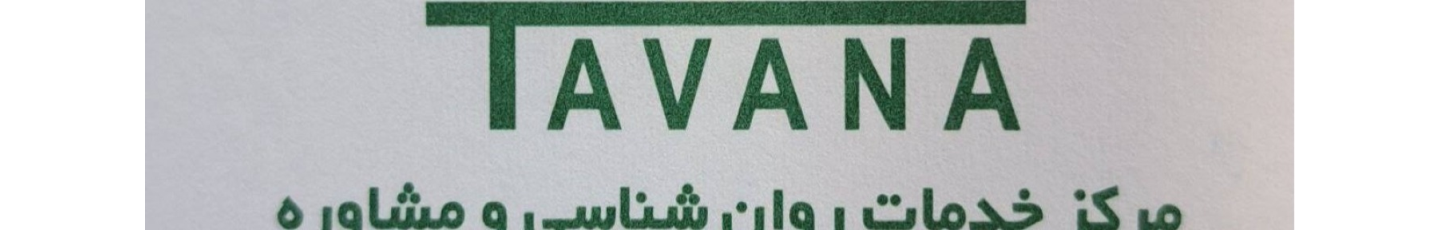 TAVANA
مرکز خدمات روان شناسی و مشاوره